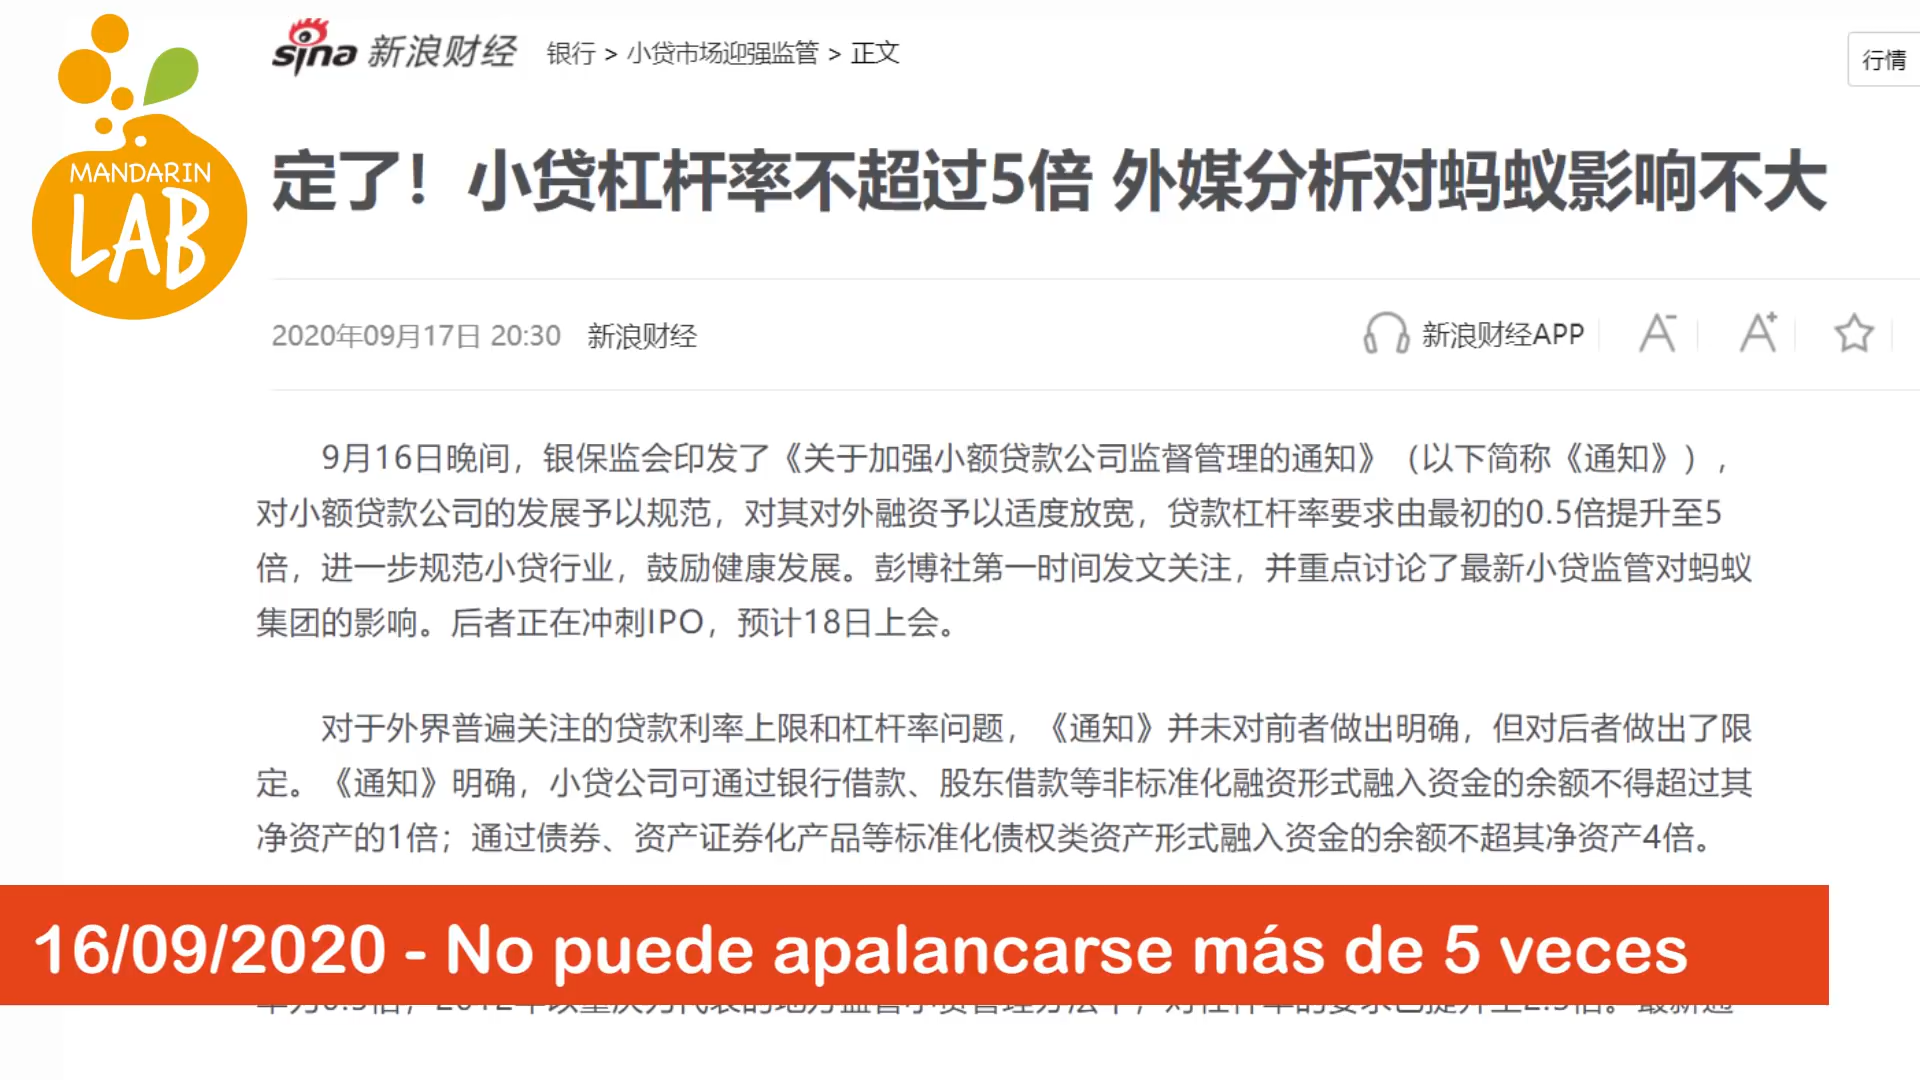 MANDARIN
LAB
sina 新浪财经 银行 > 小贷市场迎强监管 > 正文
行情
定了！小贷杠杆率不超过5倍 外媒分析对蚂蚁影响不大
2020年09月17日 20:30 新浪财经
新浪财经APP A- A+
9月16日晚间，银保监会印发了《关于加强小额贷款公司监督管理的通知》（以下简称《通知》），
对小额贷款公司的发展予以规范，对其对外融资予以适度放宽，贷款杠杆率要求由最初的0.5倍提升至5
倍，进一步规范小贷行业，鼓励健康发展。彭博社第一时间发文关注，并重点讨论了最新小贷监管对蚂蚁
集团的影响。后者正在冲刺IPO，预计18日上会。
对于外界普遍关注的贷款利率上限和杠杆率问题，《通知》并未对前者做出明确，但对后者做出了限
定。《通知》明确，小贷公司可通过银行借款、股东借款等非标准化融资形式融入资金的余额不得超过其
净资产的1倍；通过债券、资产证券化产品等标准化债权类资产形式融入资金的余额不超其净资产4倍。
16/09/2020 - No puede apalancarse más de 5 veces